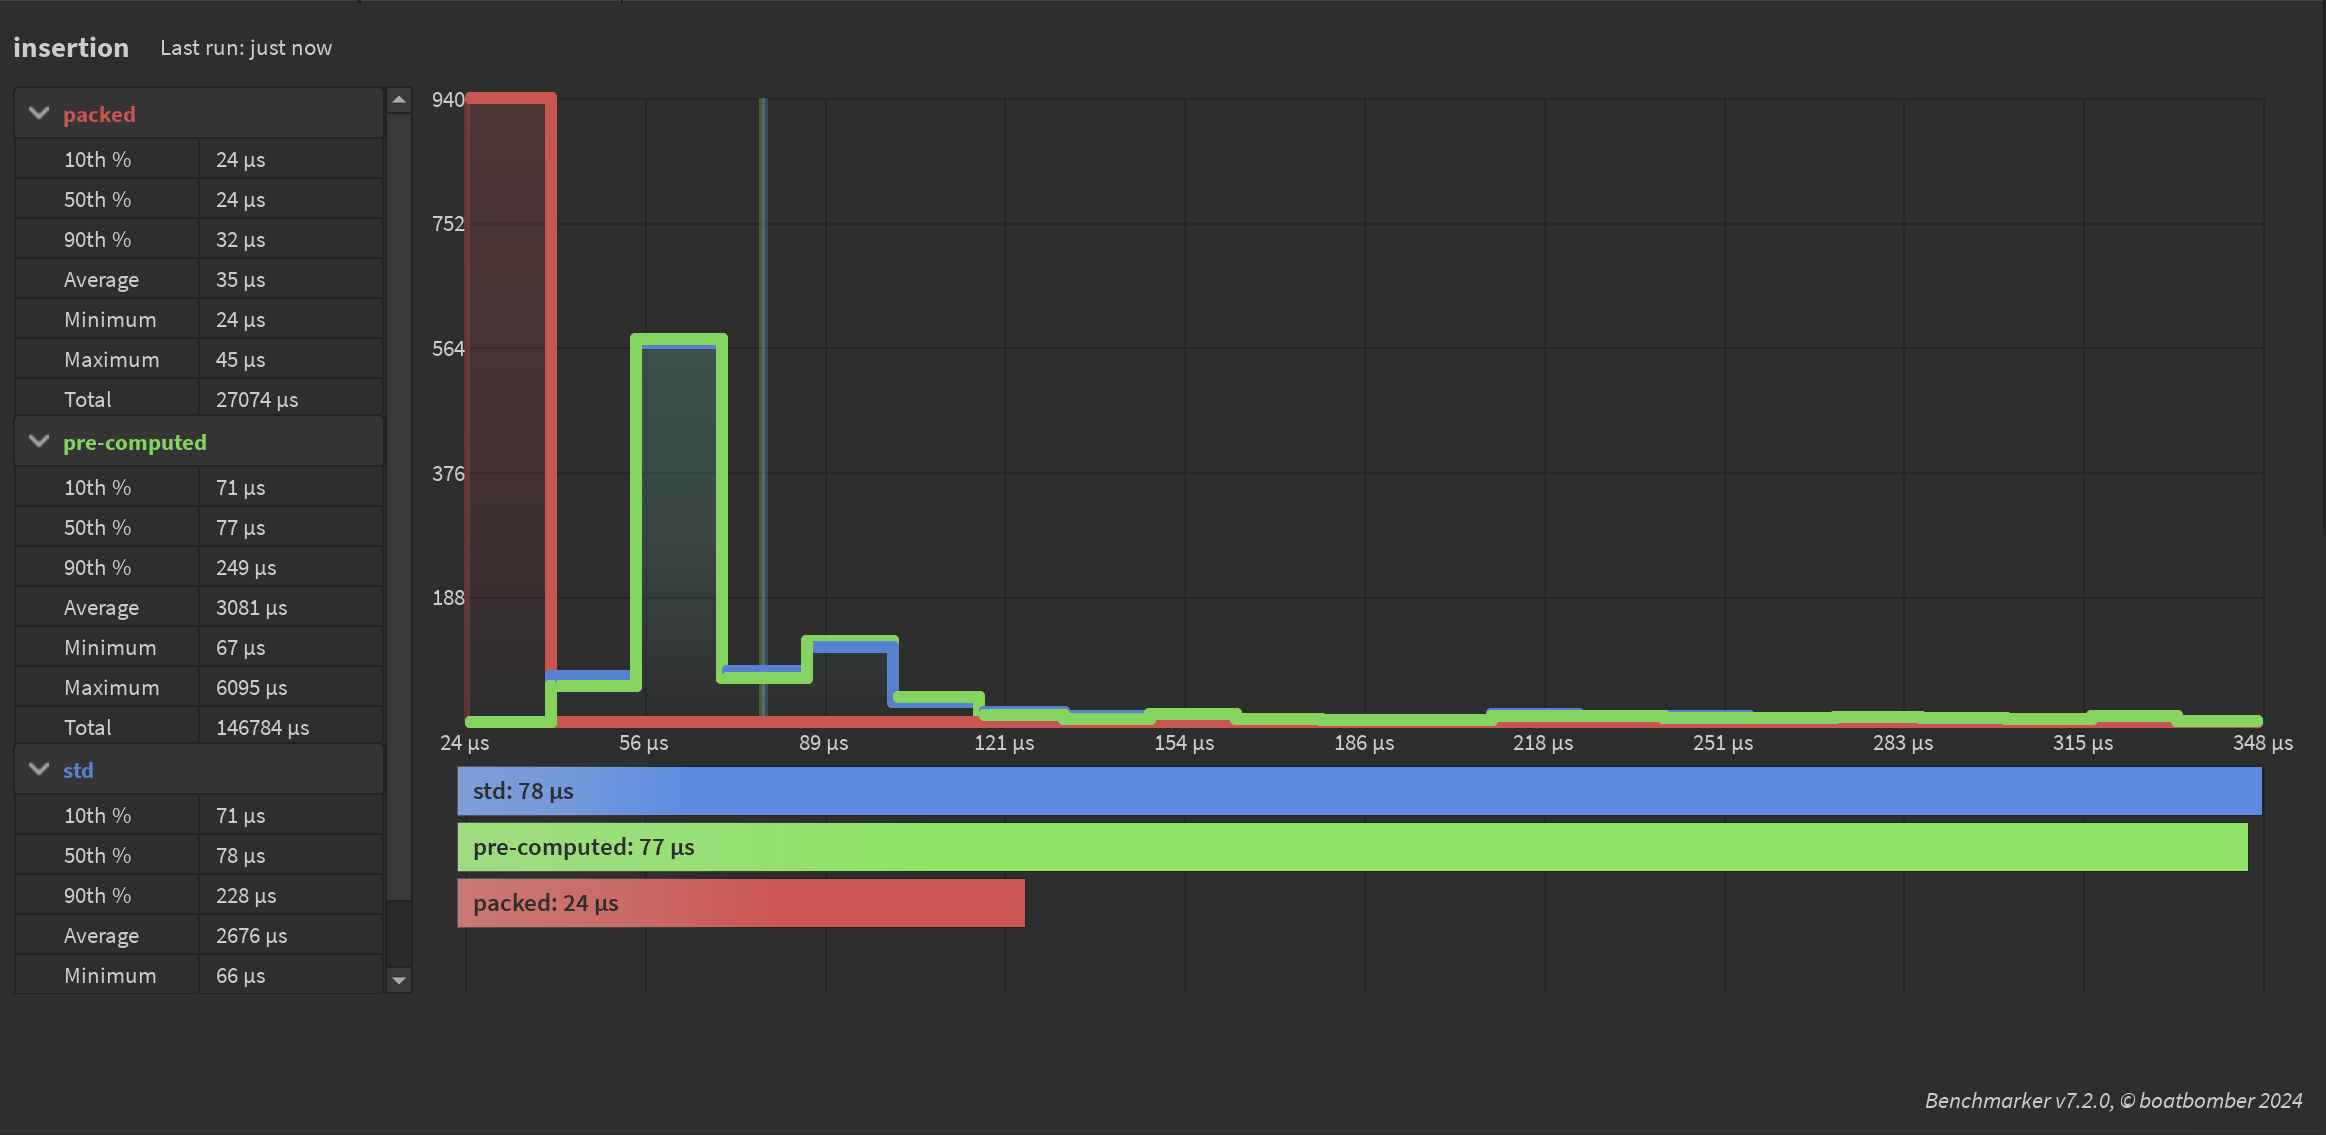 insertion Last run: just now
packed
10th % 24 µs
50th % 24 µs
90th % 32 µs
Average 35 µs
Minimum 24 µs
Maximum 45 µs
Total 27074 µs
pre-computed
10th % 71 µs
50th % 77 µs
90th % 249 µs
Average 3081 µs
Minimum 67 µs
Maximum 6095 µs
Total 146784 µs
std
10th % 71 µs
50th % 78 µs
90th % 228 µs
Average 2676 µs
Minimum 66 µs
940
752
564
376
188
24 µs 56 µs 89 µs 121 µs 154 µs 186 µs 218 µs 251 µs 283 µs 315 µs 348 µs
std: 78 µs
pre-computed: 77 µs
packed: 24 µs
Benchmarker v7.2.0, © boatbomber 2024